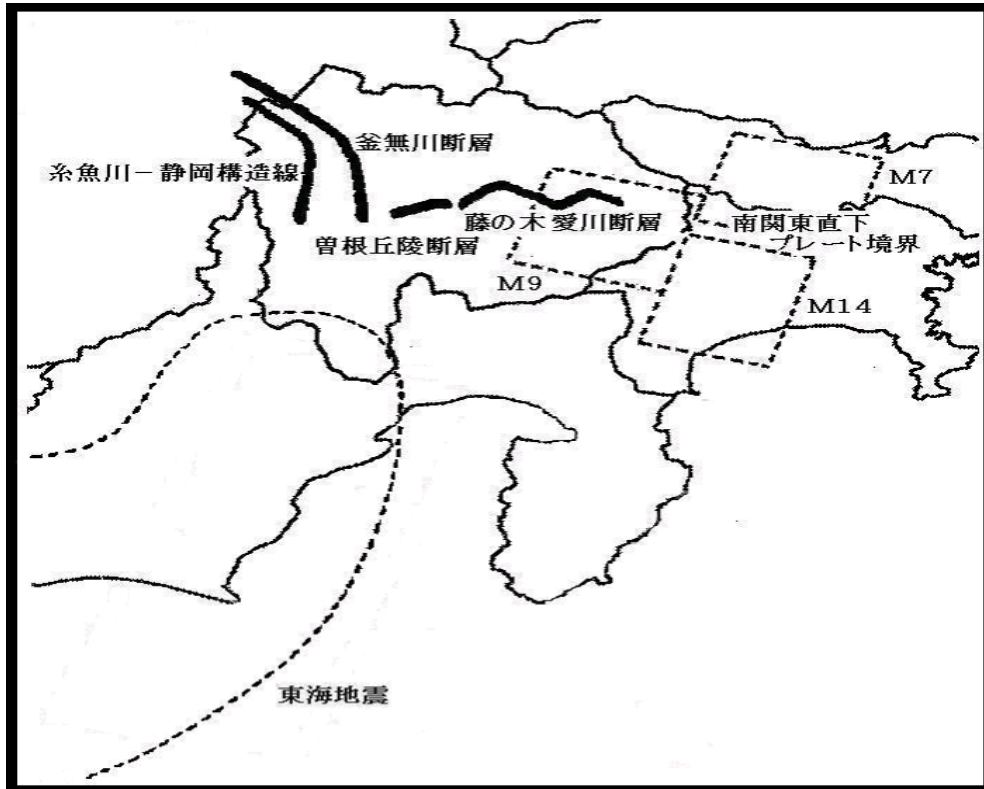 釜無川断層
糸魚川－静岡構造線
M7
藤の木愛川断層
南関東直下
プレート境界
曽根丘陵断層
M9
M14
東海地震